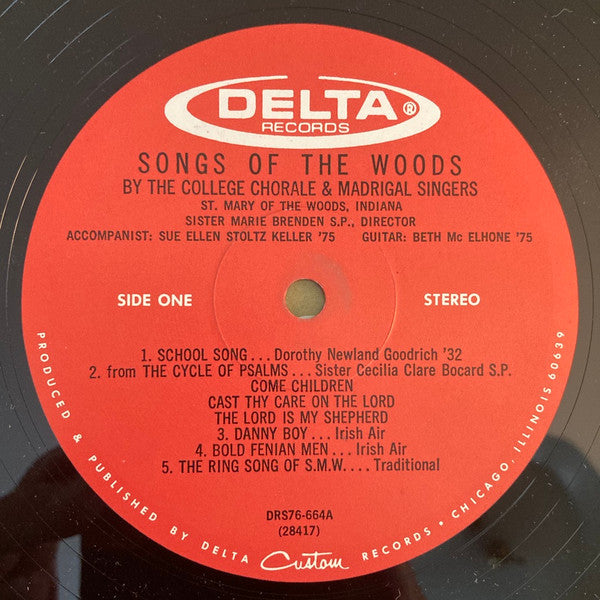 DELTA®
RECORDS
SONGS OF THE WOODS
BY THE COLLEGE CHORALE & MADRIGAL SINGERS
ST. MARY OF THE WOODS, INDIANA
SISTER MARIE BRENDEN S.P., DIRECTOR
ACCOMPANIST: SUE ELLEN STOLTZ KELLER '75 GUITAR: BETH Mc ELHONE '75
SIDE ONE STEREO
1. SCHOOL SONG . . . Dorothy Newland Goodrich '32
2. from THE CYCLE OF PSALMS . . . Sister Cecilia Clare Bocard S.P.
COME CHILDREN
CAST THY CARE ON THE LORD
THE LORD IS MY SHEPHERD
3. DANNY BOY . . . Irish Air
4. BOLD FENIAN MEN . . . Irish Air
5. THE RING SONG OF S.M.W. . . . Traditional
DRS76-664A
(28417)
PRODUCED & PUBLISHED BY DELTA Custom RECORDS • CHICAGO, ILLINOIS 60639